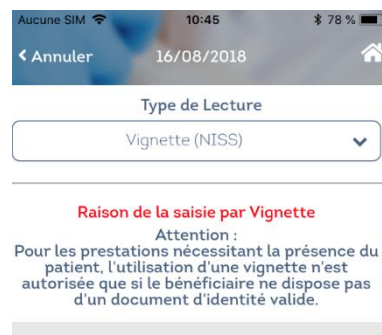 Aucune SIM 10:45 78 %
Annuler 16/08/2018
Type de Lecture
Vignette (NISS)
Raison de la saisie par Vignette
Attention :
Pour les prestations nécessitant la présence du
patient, l'utilisation d'une vignette n'est
autorisée que si le bénéficiaire ne dispose pas
d'un document d'identité valide.